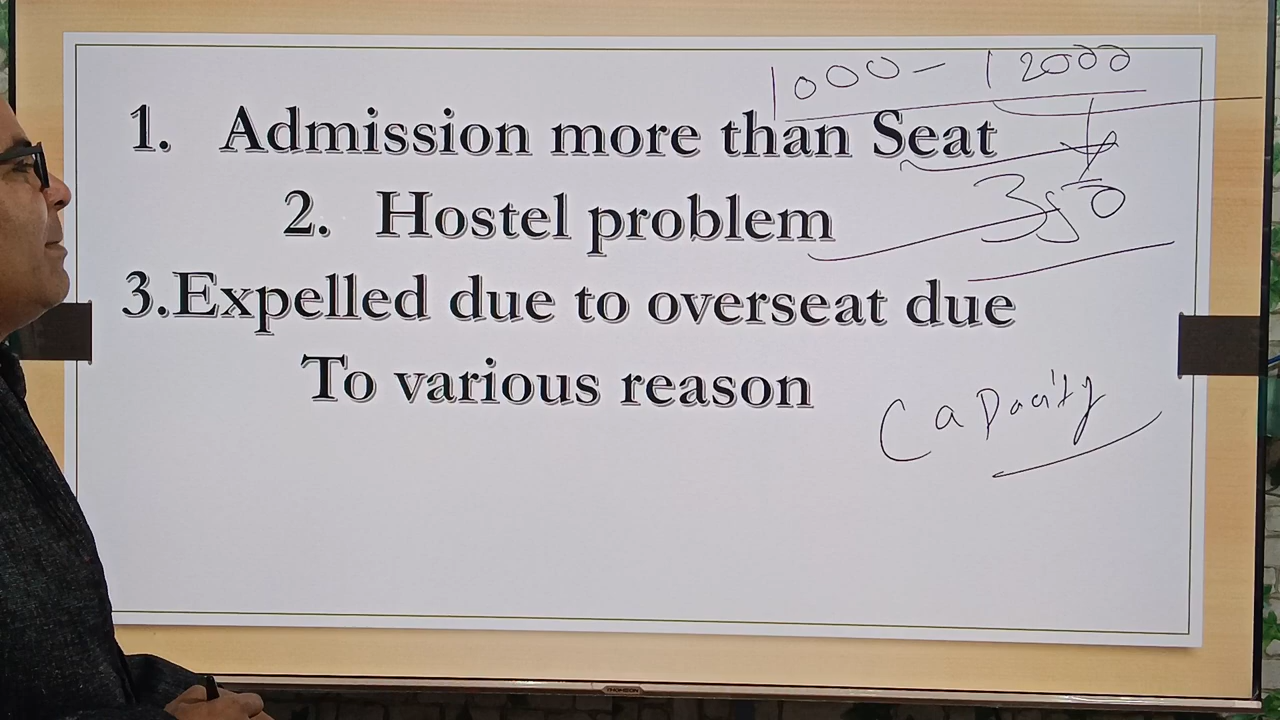 1000 - 12000
1. Admission more than Seat
350
2. Hostel problem
3.Expelled due to overseat due
To various reason
Capacity
THOMSON